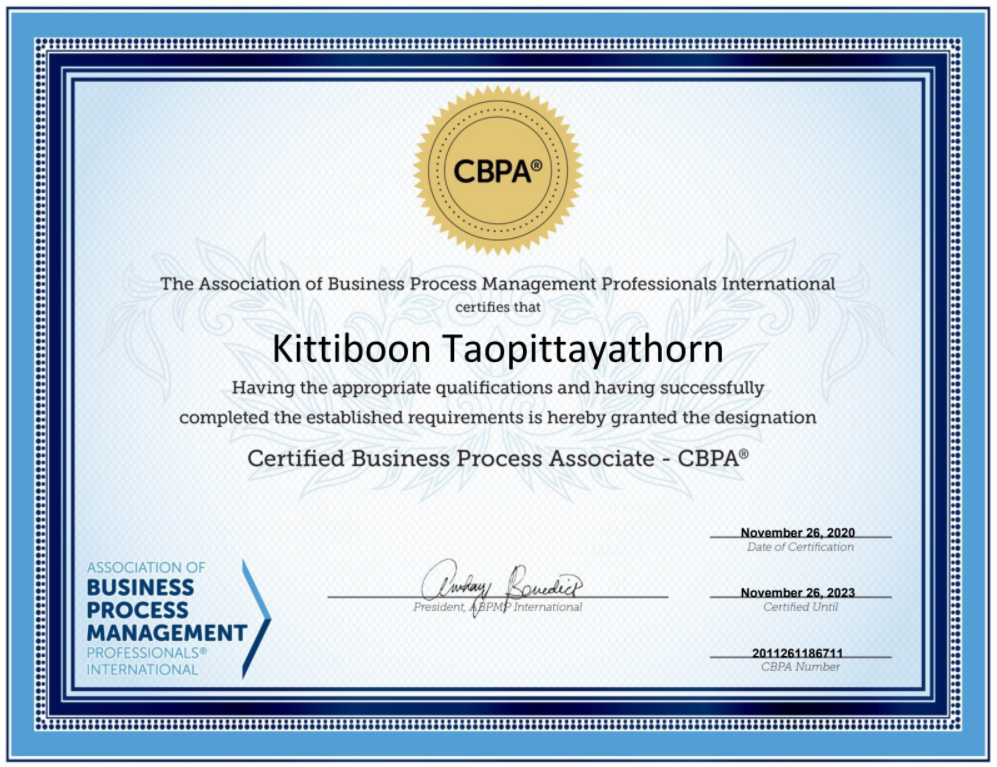 CBPA®
The Association of Business Process Management Professionals International
certifies that
Kittiboon Taopittayathorn
Having the appropriate qualifications and having successfully
completed the established requirements is hereby granted the designation
Certified Business Process Associate - CBPA®
November 26, 2020
Date of Certification
ASSOCIATION OF
BUSINESS
PROCESS
MANAGEMENT
PROFESSIONALS®
INTERNATIONAL
Benedict
President, ABPMP International
November 26, 2023
Certified Until
2011261186711
CBPA Number